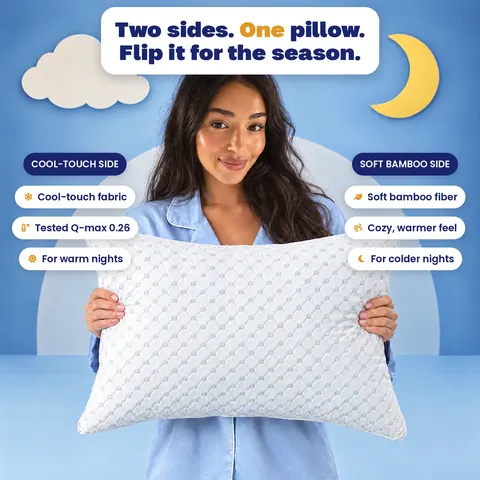 Two sides. One pillow.
Flip it for the season.
COOL-TOUCH SIDE
Cool-touch fabric
Tested Q-max 0.26
For warm nights
SOFT BAMBOO SIDE
Soft bamboo fiber
Cozy, warmer feel
For colder nights